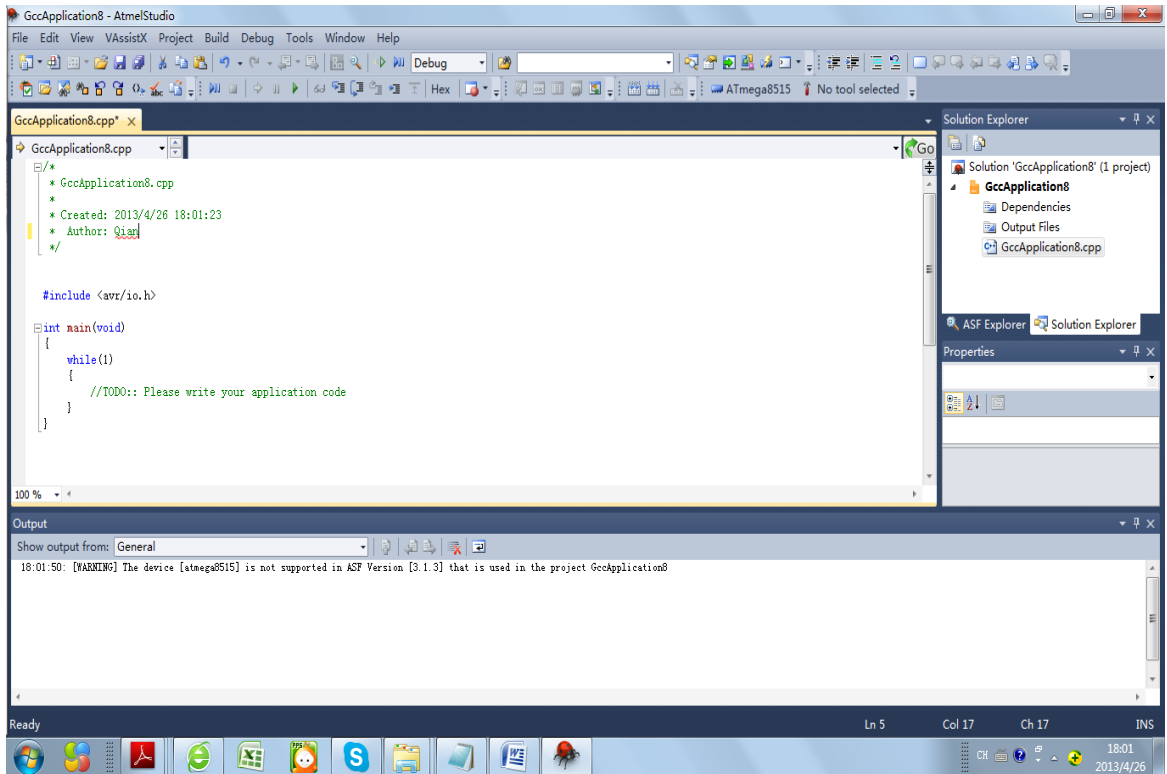 GccApplication8 - AtmelStudio
File Edit View VAssistX Project Build Debug Tools Window Help
Debug
Hex
ATmega8515 No tool selected
GccApplication8.cpp*
GccApplication8.cpp
Go
/*
* GccApplication8.cpp
*
* Created: 2013/4/26 18:01:23
* Author: Qian
*/
#include <avr/io.h>
int main(void)
{
while(1)
{
//TODO:: Please write your application code
}
}
100 %
Solution Explorer
Solution 'GccApplication8' (1 project)
GccApplication8
Dependencies
Output Files
GccApplication8.cpp
ASF Explorer Solution Explorer
Properties
Output
Show output from: General
18:01:50: [WARNING] The device [atmega8515] is not supported in ASF Version [3.1.3] that is used in the project GccApplication8
Ready Ln 5 Col 17 Ch 17 INS
CH
18:01
2013/4/26